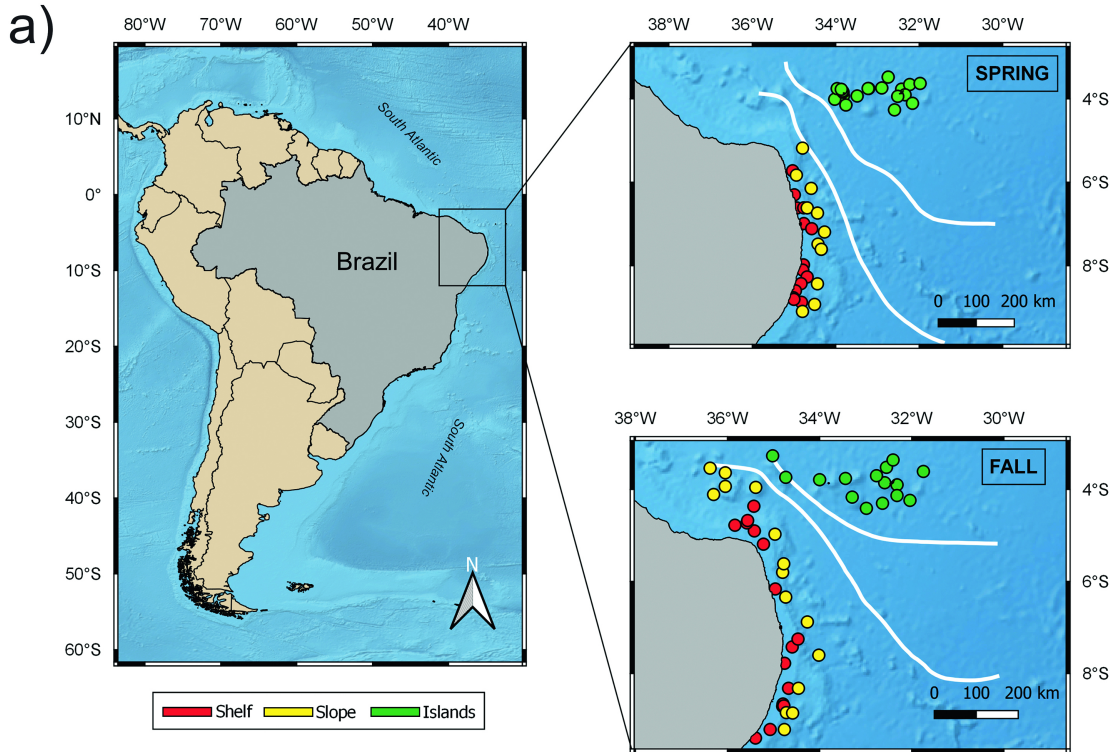 a)
80°W 70°W 60°W 50°W 40°W
10°N
0°
10°S
20°S
30°S
40°S
50°S
60°S
South Atlantic
Brazil
South Atlantic
N
Shelf Slope Islands
38°W 36°W 34°W 32°W 30°W
SPRING
4°S
6°S
8°S
0 100 200 km
38°W 36°W 34°W 32°W 30°W
FALL
4°S
6°S
8°S
0 100 200 km